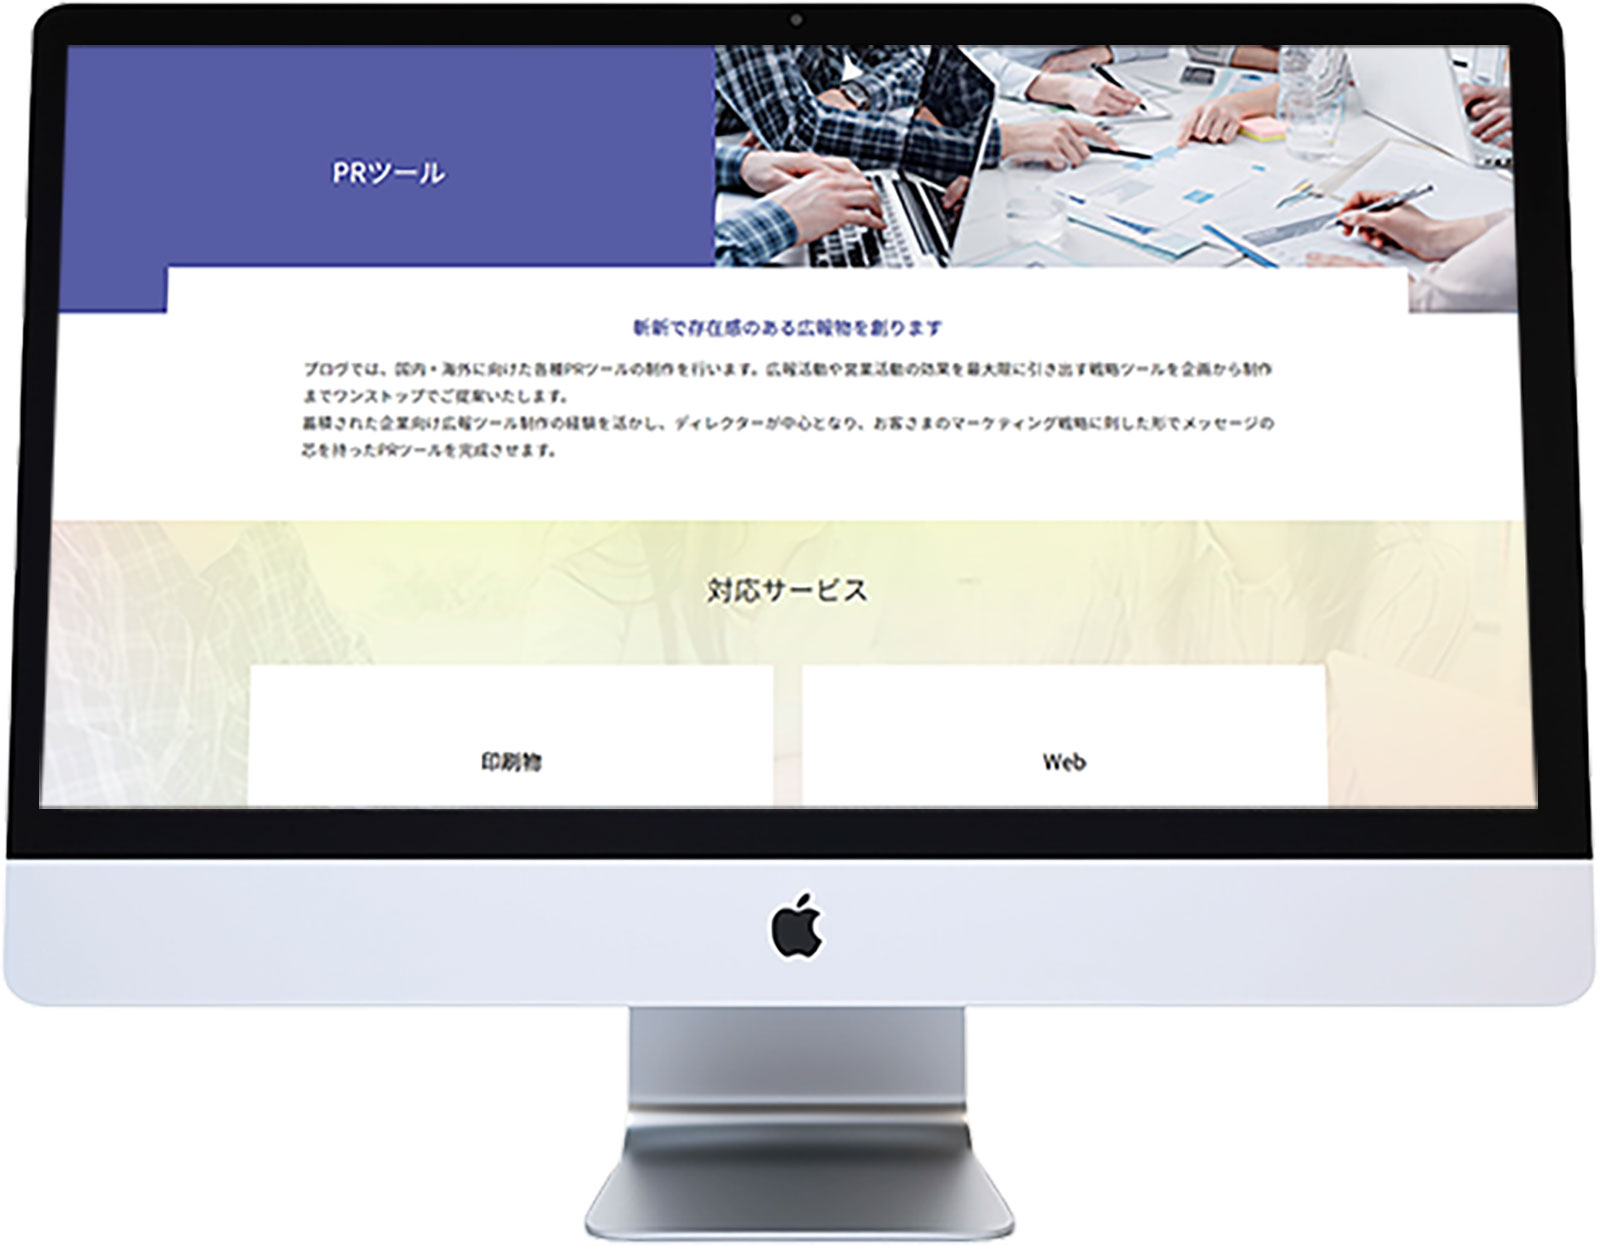 PRツール
斬新で存在感のある広報物を創ります
プログでは、国内・海外に向けた各種PRツールの制作を行います。広報活動や営業活動の効果を最大限に引き出す戦略ツールを企画から制作
までワンストップでご提案いたします。
蓄積された企業向け広報ツール制作の経験を活かし、ディレクターが中心となり、お客さまのマーケティング戦略に則した形でメッセージの
芯を持ったPRツールを完成させます。
対応サービス
印刷物
Web